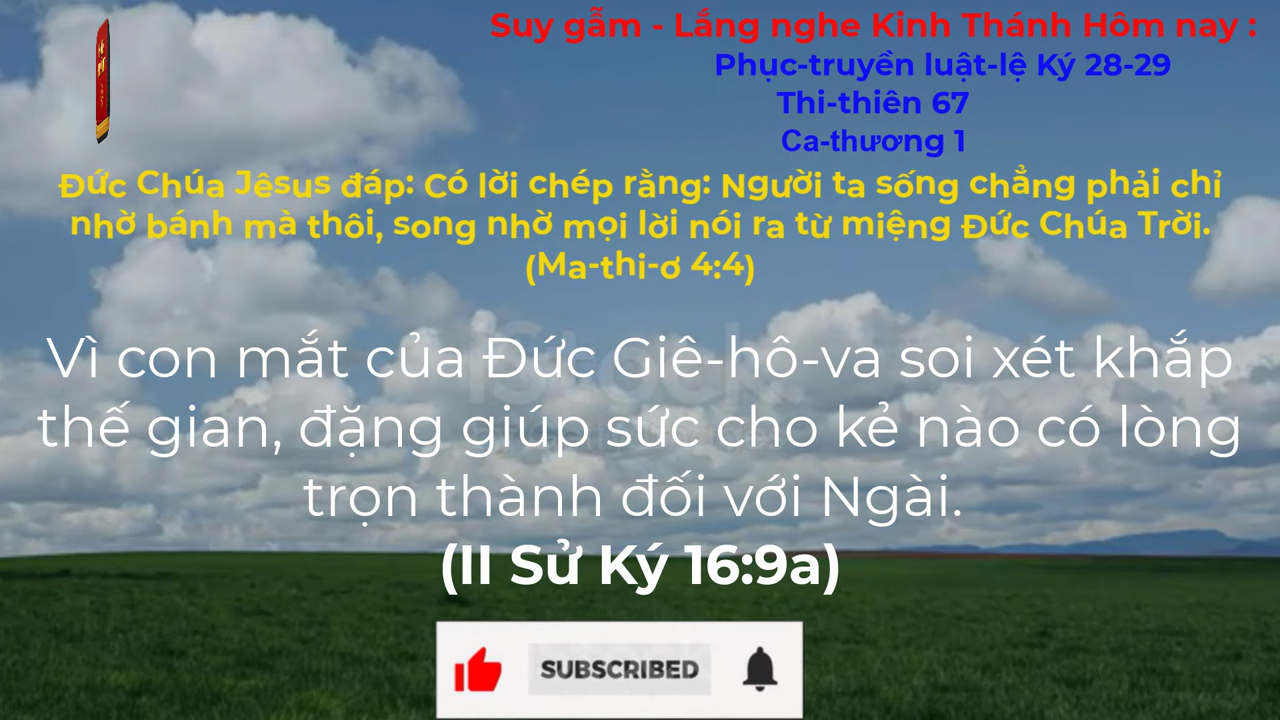 Suy gẫm - Lắng nghe Kinh Thánh Hôm nay :
Phục-truyền luật-lệ Ký 28-29
Thi-thiên 67
Ca-thương 1
Đức Chúa Jêsus đáp: Có lời chép rằng: Người ta sống chẳng phải chỉ
nhờ bánh mà thôi, song nhờ mọi lời nói ra từ miệng Đức Chúa Trời.
(Ma-thi-ơ 4:4)
Vì con mắt của Đức Giê-hô-va soi xét khắp
thế gian, đặng giúp sức cho kẻ nào có lòng
trọn thành đối với Ngài.
(II Sử Ký 16:9a)
SUBSCRIBED